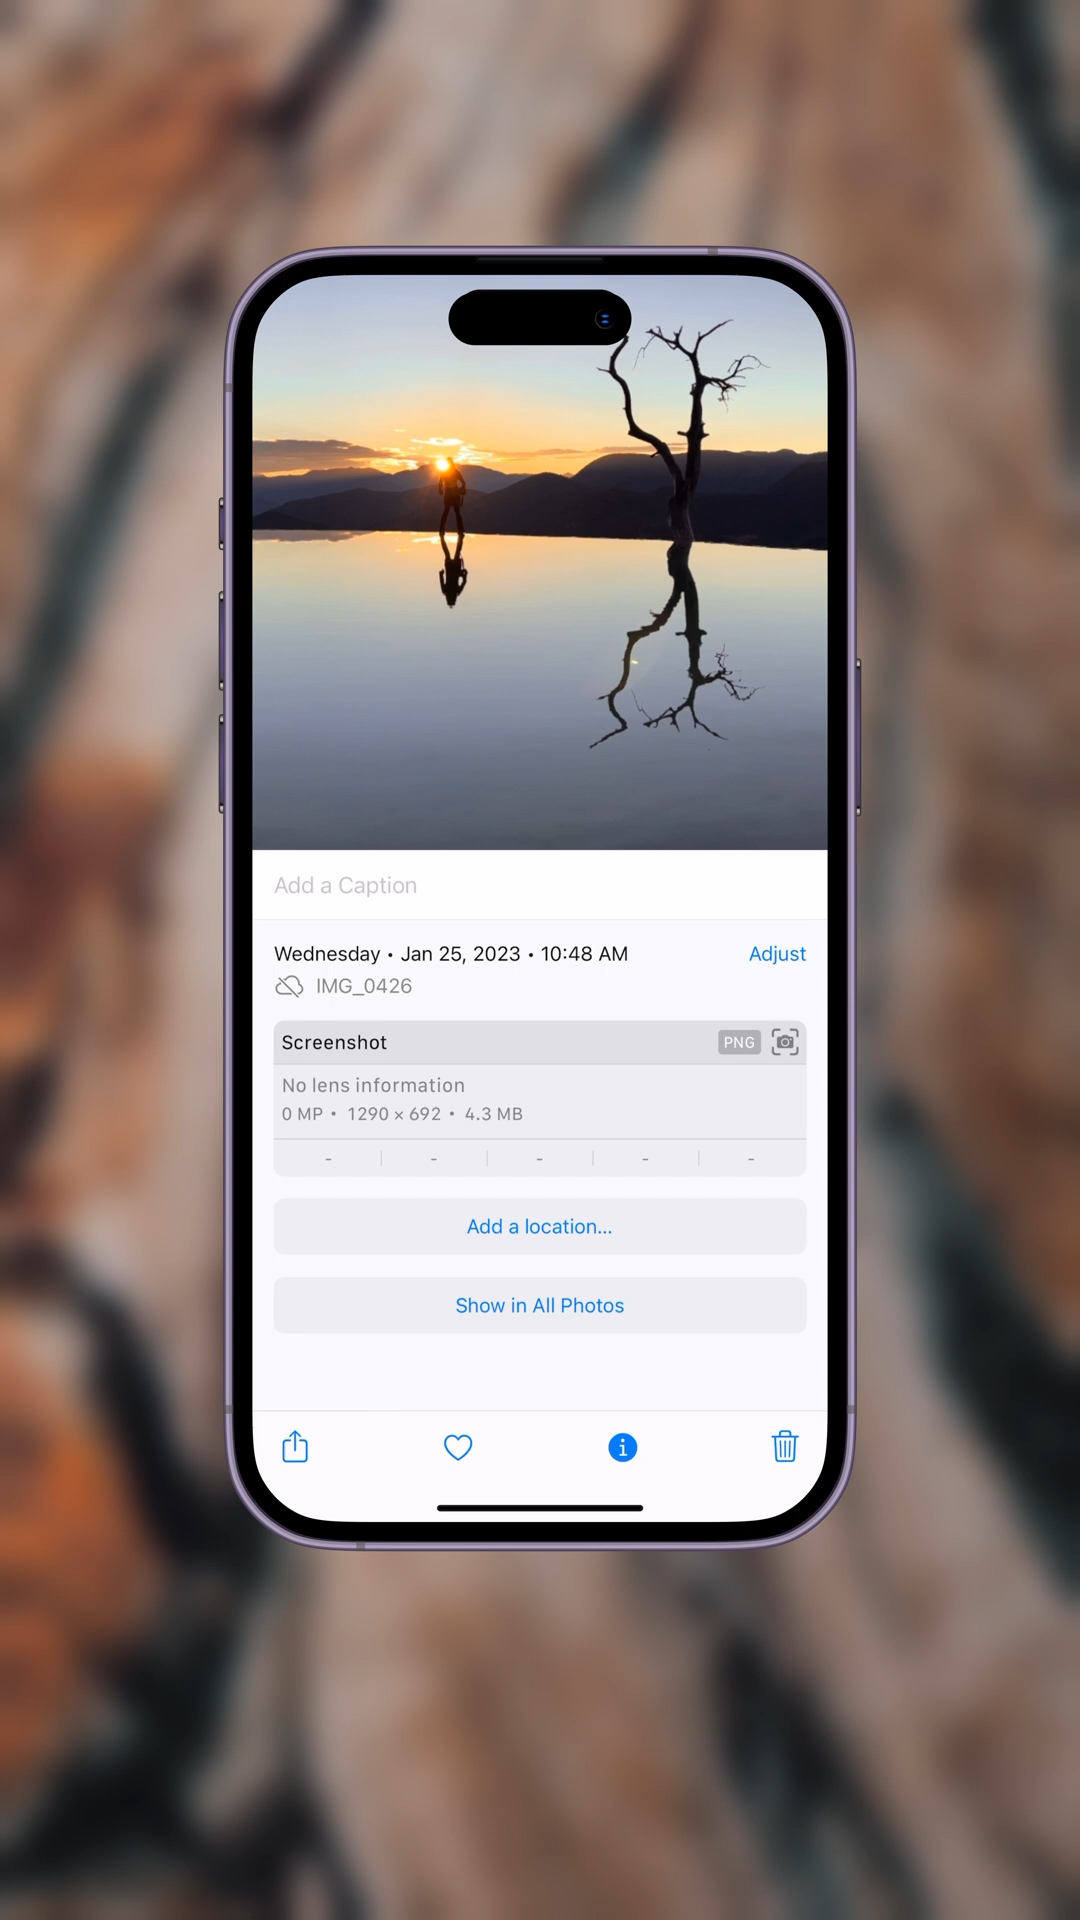 Add a Caption
Wednesday • Jan 25, 2023 • 10:48 AM
Adjust
IMG_0426
Screenshot
PNG
No lens information
0 MP • 1290 × 692 • 4.3 MB
- - - - -
Add a location...
Show in All Photos